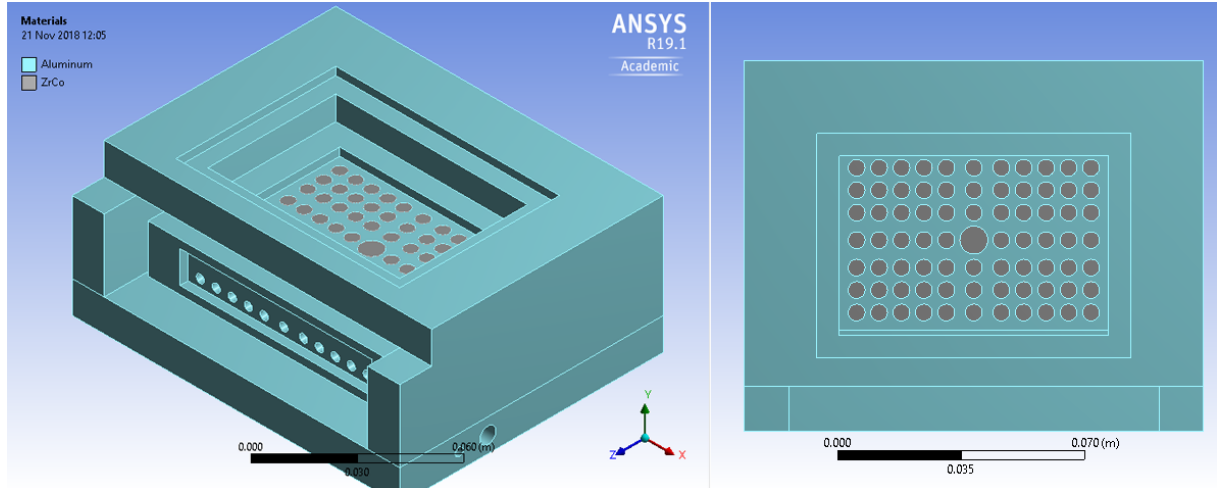 Materials
21 Nov 2018 12:05
Aluminum
ZrCo
ANSYS
R19.1
Academic
Y
Z
X
0.000
0.060 (m)
0.030
0.000
0.070 (m)
0.035